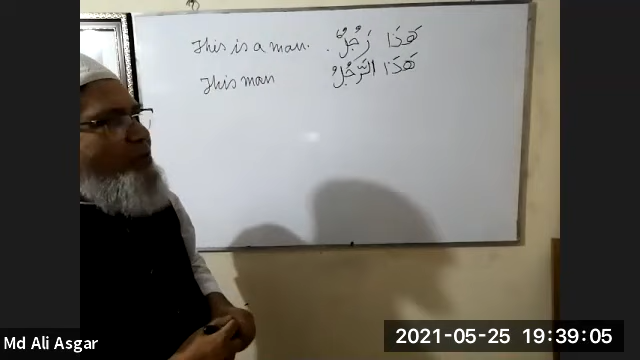 This is a man. هَذَا رَجُلٌ .
This man هَذَا الرَّجُلُ
Md Ali Asgar
2021-05-25 19:39:05